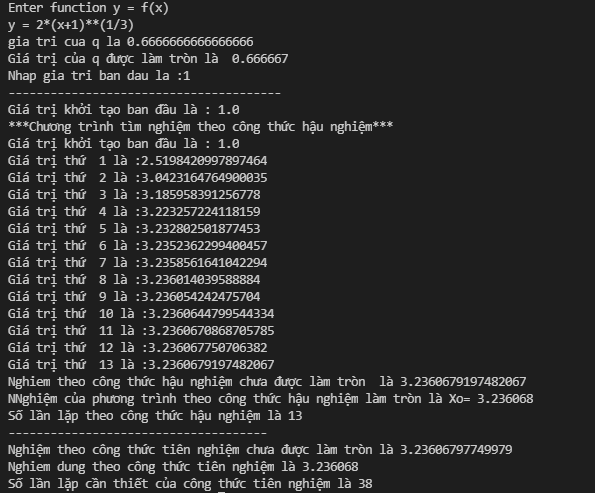 Enter function y = f(x)
y = 2*(x+1)**(1/3)
gia tri cua q la 0.6666666666666666
Giá trị của q được làm tròn là  0.666667
Nhap gia tri ban dau la :1
---------------------------------------
Giá trị khởi tạo ban đầu là : 1.0
***Chương trình tìm nghiệm theo công thức hậu nghiệm***
Giá trị khởi tạo ban đầu là : 1.0
Giá trị thứ  1 là :2.5198420997897464
Giá trị thứ  2 là :3.0423164764900035
Giá trị thứ  3 là :3.185958391256778
Giá trị thứ  4 là :3.223257224118159
Giá trị thứ  5 là :3.232802501877453
Giá trị thứ  6 là :3.2352362299400457
Giá trị thứ  7 là :3.2358561641042294
Giá trị thứ  8 là :3.236014039588884
Giá trị thứ  9 là :3.236054242475704
Giá trị thứ  10 là :3.2360644799544334
Giá trị thứ  11 là :3.2360670868705785
Giá trị thứ  12 là :3.236067750706382
Giá trị thứ  13 là :3.2360679197482067
Nghiem theo công thức hậu nghiệm chưa được làm tròn  là 3.2360679197482067
NNghiệm của phương trình theo công thức hậu nghiệm làm tròn là Xo= 3.236068
Số lần lặp theo công thức hậu nghiệm là 13
-------------------------------------
Nghiệm theo công thức tiên nghiệm chưa được làm tròn là 3.23606797749979
Nghiem dung theo công thức tiên nghiệm là 3.236068
Số lần lặp cần thiết của công thức tiên nghiệm là 38